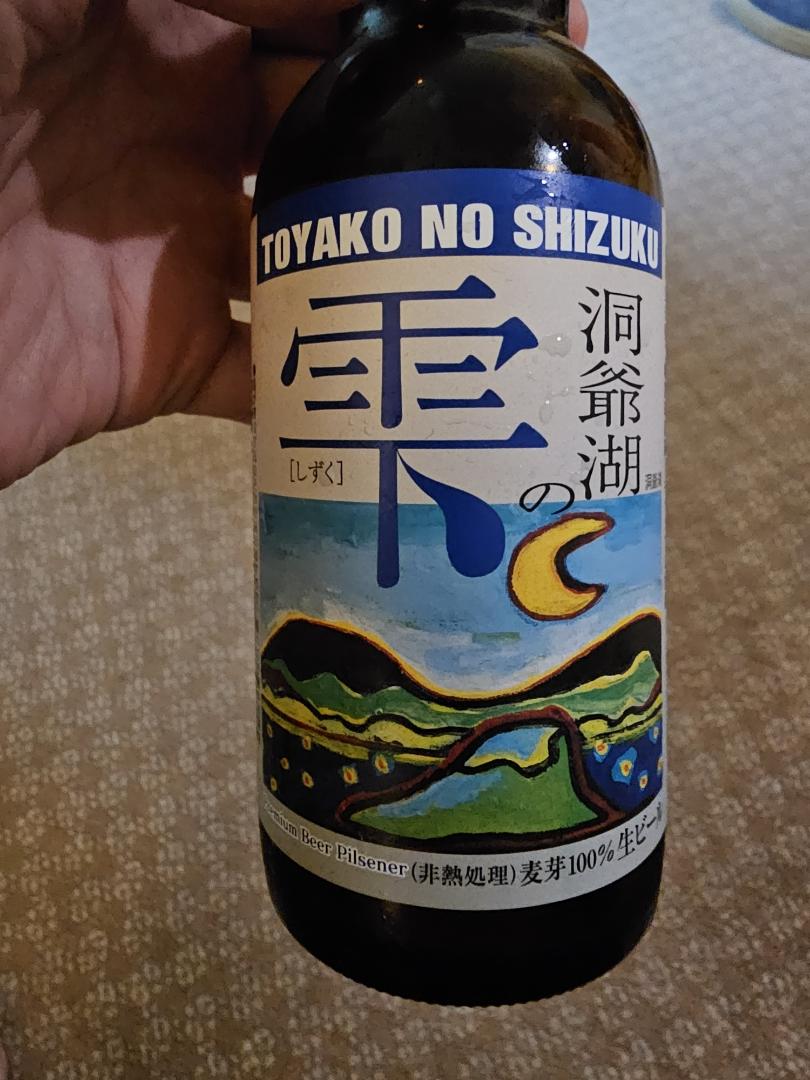 TOYAKO NO SHIZUKU
洞爺湖の
雫
[しずく]
Beer Pilsener (非熱処理) 麦芽100% 生ビール